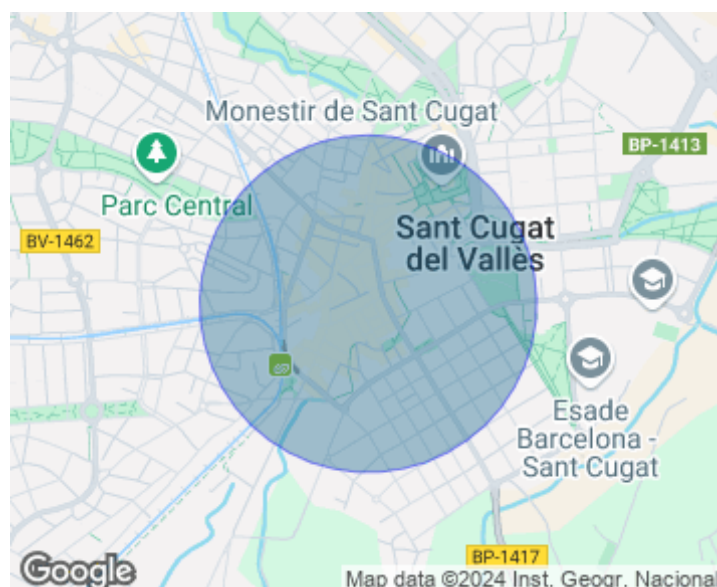 Monestir de Sant Cugat
BP-1413
Parc Central
Sant Cugat
del Vallès
BV-1462
Esade
Barcelona -
Sant Cugat
BP-1417
Google
Map data ©2024 Inst. Geogr. Nacional